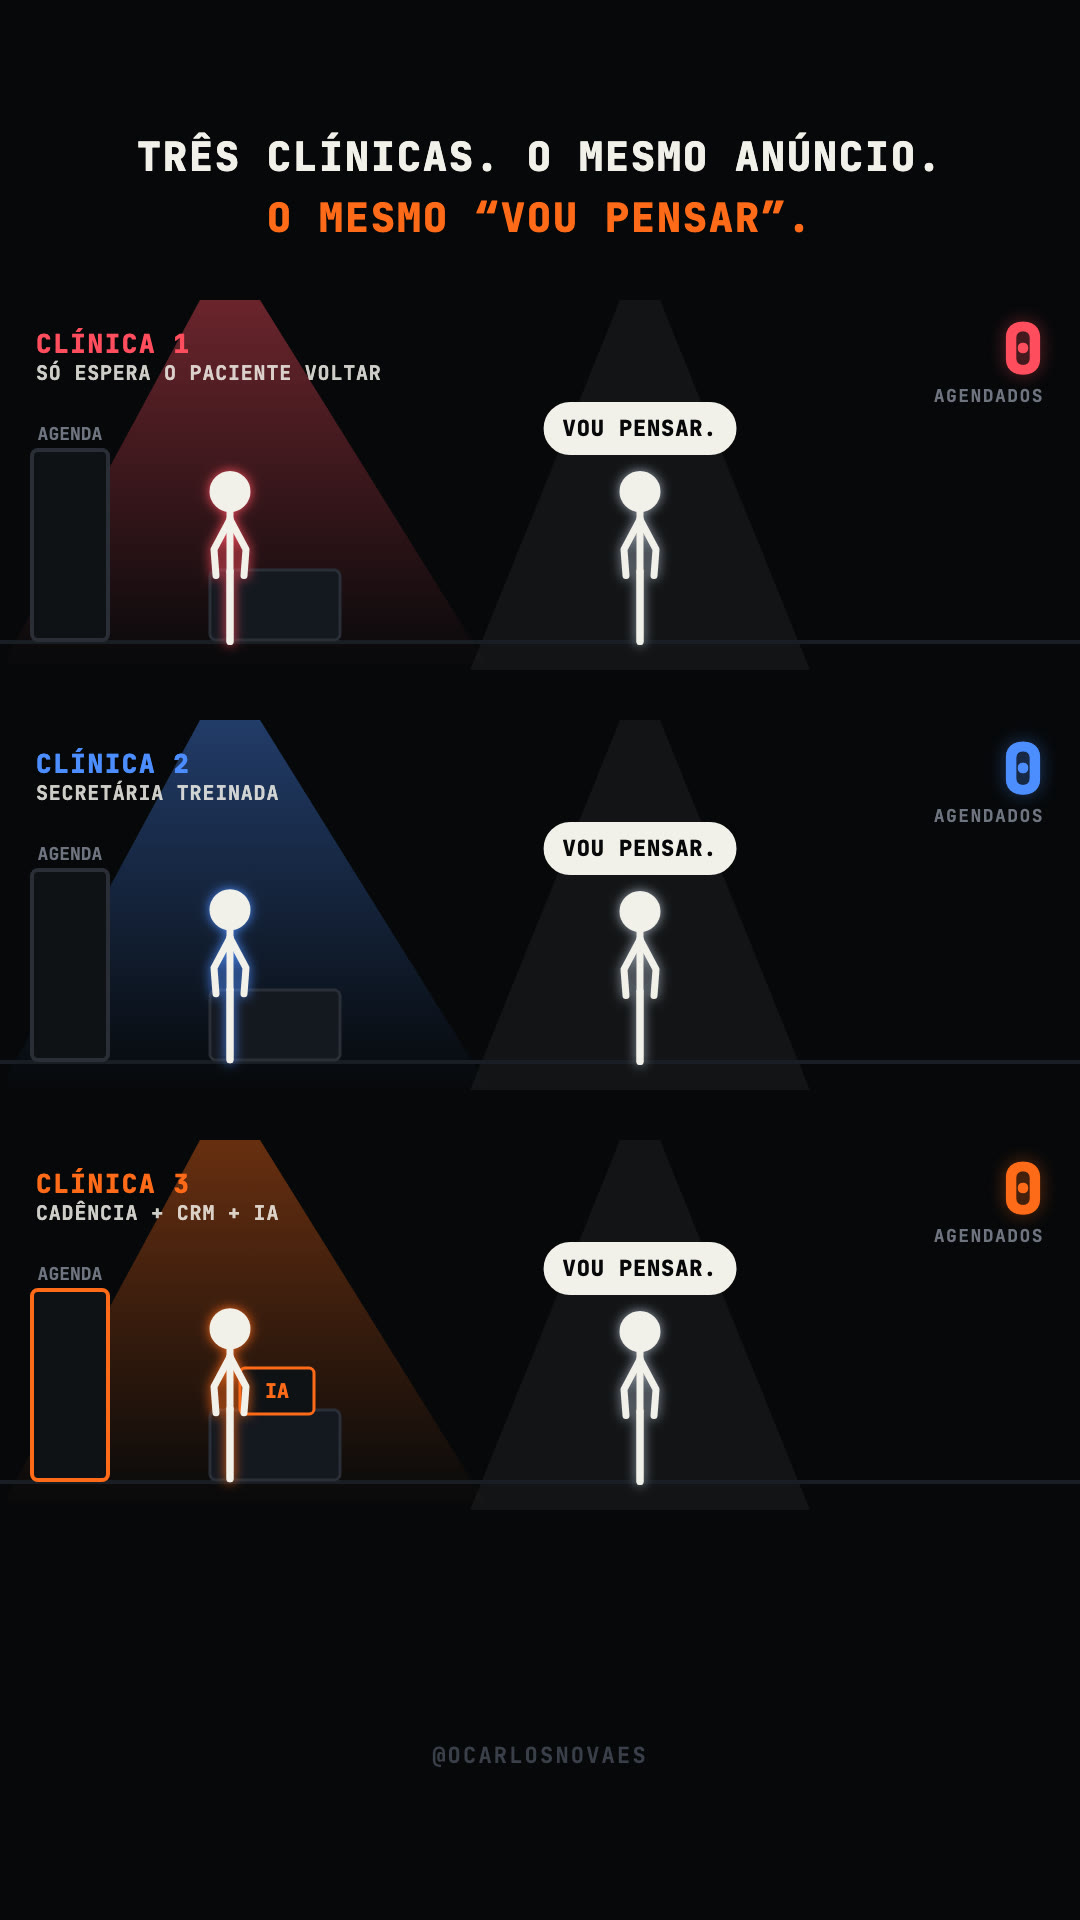 TRÊS CLÍNICAS. O MESMO ANÚNCIO.
O MESMO “VOU PENSAR”.
CLÍNICA 1
SÓ ESPERA O PACIENTE VOLTAR
0
AGENDADOS
AGENDA
VOU PENSAR.
CLÍNICA 2
SECRETÁRIA TREINADA
0
AGENDADOS
AGENDA
VOU PENSAR.
CLÍNICA 3
CADÊNCIA + CRM + IA
0
AGENDADOS
AGENDA
VOU PENSAR.
IA
@OCARLOSNOVAES